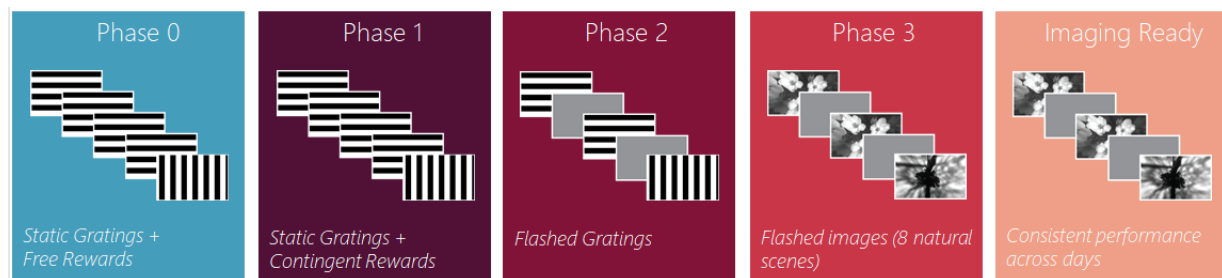 Phase 0
Static Gratings +
Free Rewards
Phase 1
Static Gratings +
Contingent Rewards
Phase 2
Flashed Gratings
Phase 3
Flashed images (8 natural
scenes)
Imaging Ready
Consistent performance
across days